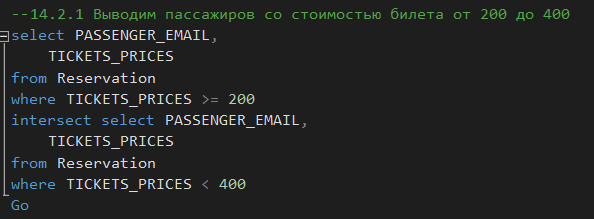 --14.2.1 Выводим пассажиров со стоимостью билета от 200 до 400
select PASSENGER_EMAIL,
    TICKETS_PRICES
from Reservation
where TICKETS_PRICES >= 200
intersect select PASSENGER_EMAIL,
    TICKETS_PRICES
from Reservation
where TICKETS_PRICES < 400
Go